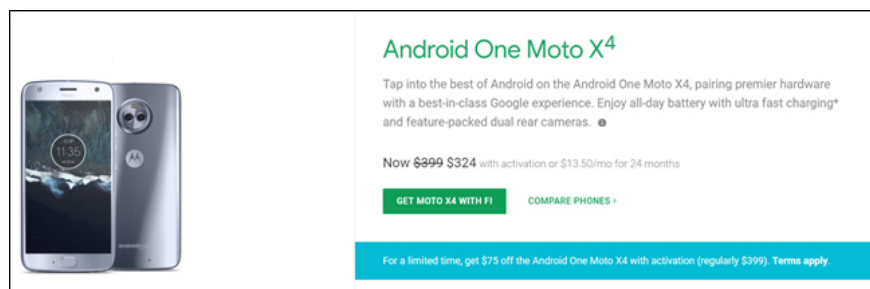 Android One Moto X4
Tap into the best of Android on the Android One Moto X4, pairing premier hardware
with a best-in-class Google experience. Enjoy all-day battery with ultra fast charging*
and feature-packed dual rear cameras.
Now $399 $324 with activation or $13.50/mo for 24 months
GET MOTO X4 WITH FI
COMPARE PHONES >
For a limited time, get $75 off the Android One Moto X4 with activation (regularly $399). Terms apply.
11:35
androidone